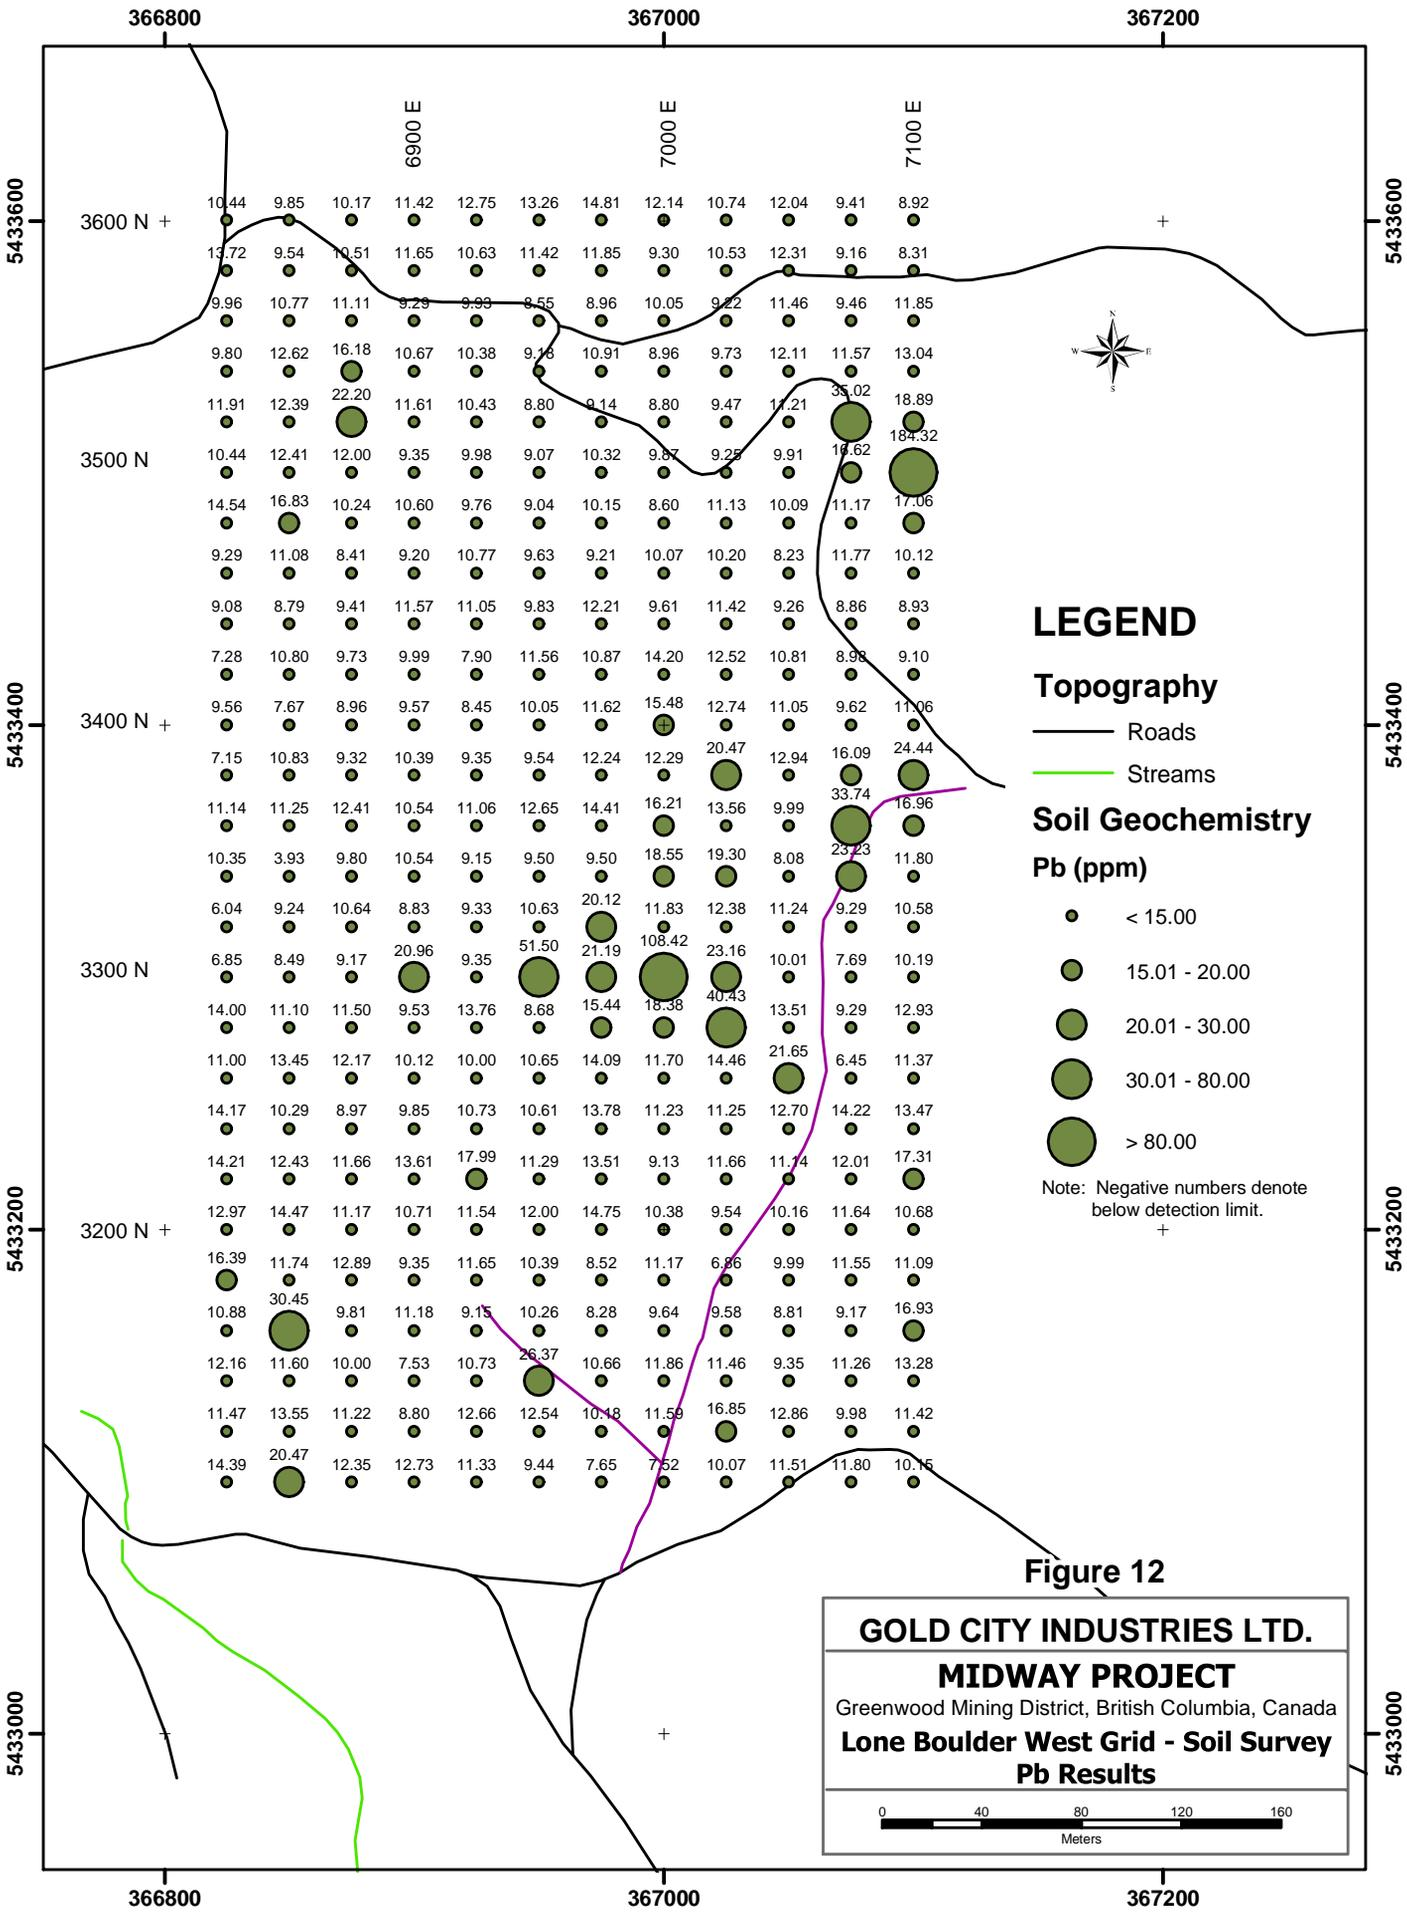 366800 367000 367200
6900 E 7000 E 7100 E
5433600 5433600
3600 N
10.44 9.85 10.17 11.42 12.75 13.26 14.81 12.14 10.74 12.04 9.41 8.92
13.72 9.54 10.51 11.65 10.63 11.42 11.85 9.30 10.53 12.31 9.16 8.31
9.96 10.77 11.11 9.29 9.93 8.55 8.96 10.05 9.22 11.46 9.46 11.85
N
W E
S
9.80 12.62 16.18 10.67 10.38 9.18 10.91 8.96 9.73 12.11 11.57 13.04
11.91 12.39 22.20 11.61 10.43 8.80 9.14 8.80 9.47 11.21 35.02 18.89
3500 N
10.44 12.41 12.00 9.35 9.98 9.07 10.32 9.87 9.25 9.91 16.62 184.32
14.54 16.83 10.24 10.60 9.76 9.04 10.15 8.60 11.13 10.09 11.17 17.06
9.29 11.08 8.41 9.20 10.77 9.63 9.21 10.07 10.20 8.23 11.77 10.12
9.08 8.79 9.41 11.57 11.05 9.83 12.21 9.61 11.42 9.26 8.86 8.93
7.28 10.80 9.73 9.99 7.90 11.56 10.87 14.20 12.52 10.81 8.98 9.10
5433400 5433400
3400 N
9.56 7.67 8.96 9.57 8.45 10.05 11.62 15.48 12.74 11.05 9.62 11.06
7.15 10.83 9.32 10.39 9.35 9.54 12.24 12.29 20.47 12.94 16.09 24.44
11.14 11.25 12.41 10.54 11.06 12.65 14.41 16.21 13.56 9.99 33.74 16.96
10.35 3.93 9.80 10.54 9.15 9.50 9.50 18.55 19.30 8.08 23.23 11.80
6.04 9.24 10.64 8.83 9.33 10.63 20.12 11.83 12.38 11.24 9.29 10.58
3300 N
6.85 8.49 9.17 20.96 9.35 51.50 21.19 108.42 23.16 10.01 7.69 10.19
14.00 11.10 11.50 9.53 13.76 8.68 15.44 18.38 40.43 13.51 9.29 12.93
11.00 13.45 12.17 10.12 10.00 10.65 14.09 11.70 14.46 21.65 6.45 11.37
14.17 10.29 8.97 9.85 10.73 10.61 13.78 11.23 11.25 12.70 14.22 13.47
14.21 12.43 11.66 13.61 17.99 11.29 13.51 9.13 11.66 11.14 12.01 17.31
5433200 5433200
3200 N
12.97 14.47 11.17 10.71 11.54 12.00 14.75 10.38 9.54 10.16 11.64 10.68
16.39 11.74 12.89 9.35 11.65 10.39 8.52 11.17 6.86 9.99 11.55 11.09
10.88 30.45 9.81 11.18 9.15 10.26 8.28 9.64 9.58 8.81 9.17 16.93
12.16 11.60 10.00 7.53 10.73 26.37 10.66 11.86 11.46 9.35 11.26 13.28
11.47 13.55 11.22 8.80 12.66 12.54 10.18 11.59 16.85 12.86 9.98 11.42
14.39 20.47 12.35 12.73 11.33 9.44 7.65 7.52 10.07 11.51 11.80 10.15
LEGEND
Topography
Roads
Streams
Soil Geochemistry
Pb (ppm)
< 15.00
15.01 - 20.00
20.01 - 30.00
30.01 - 80.00
> 80.00
Note: Negative numbers denote
below detection limit.
Figure 12
GOLD CITY INDUSTRIES LTD.
MIDWAY PROJECT
Greenwood Mining District, British Columbia, Canada
Lone Boulder West Grid - Soil Survey
Pb Results
0 40 80 120 160
Meters
5433000 5433000
366800 367000 367200